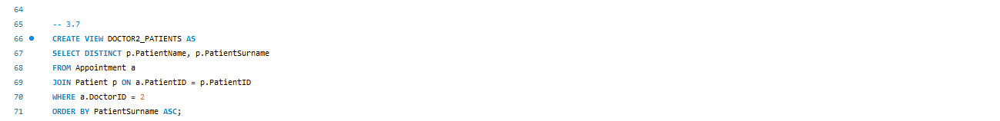 64
65 -- 3.7
66 CREATE VIEW DOCTOR2_PATIENTS AS
67 SELECT DISTINCT p.PatientName, p.PatientSurname
68 FROM Appointment a
69 JOIN Patient p ON a.PatientID = p.PatientID
70 WHERE a.DoctorID = 2
71 ORDER BY PatientSurname ASC;